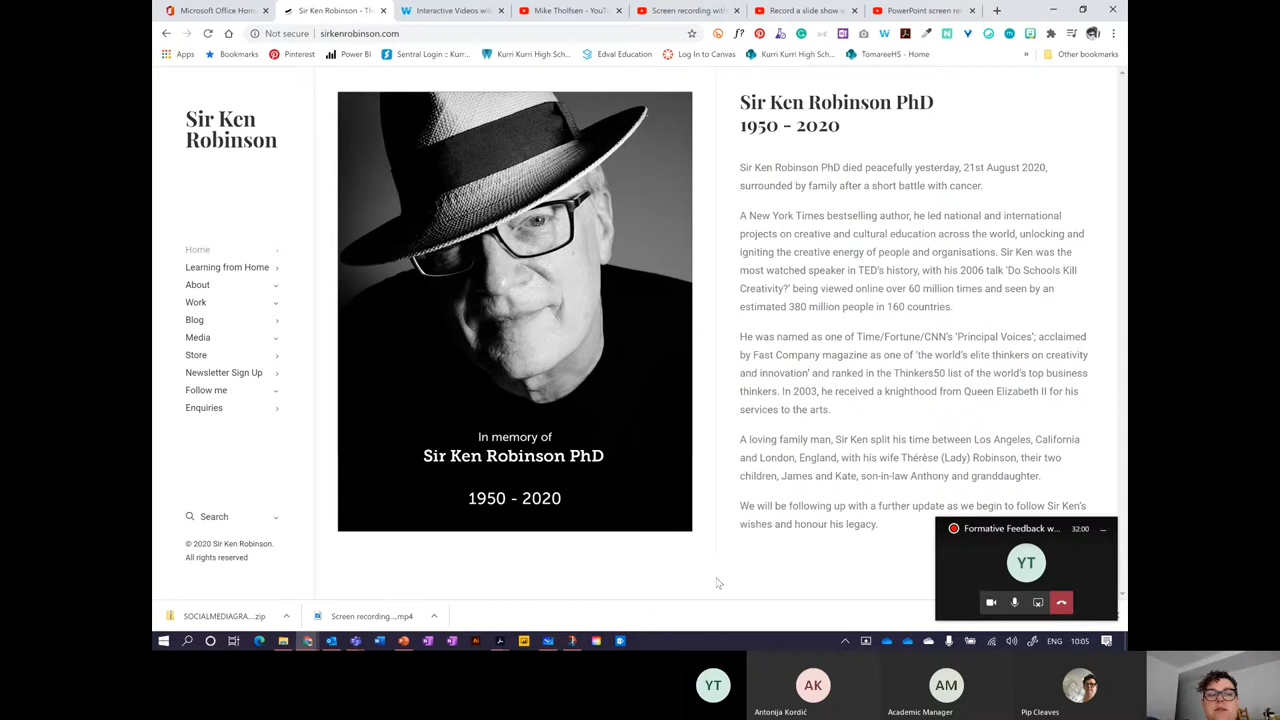 Microsoft Office Hom
Sir Ken Robinson - Th
Interactive Videos wit
Mike Tholfsen - YouT
Screen recording with
Record a slide show w
PowerPoint screen re
Not secure | sirkenrobinson.com
Apps
Bookmarks
Pinterest
Power BI
Sentral Login :: Kurr...
Kurri Kurri High Sch...
Edval Education
Log In to Canvas
Kurri Kurri High Sch...
TomareeHS - Home
»
Other bookmarks
Sir Ken
Robinson
Home
Learning from Home
About
Work
Blog
Media
Store
Newsletter Sign Up
Follow me
Enquiries
Search
© 2020 Sir Ken Robinson.
All rights reserved
In memory of
Sir Ken Robinson PhD
1950 - 2020
Sir Ken Robinson PhD
1950 - 2020
Sir Ken Robinson PhD died peacefully yesterday, 21st August 2020,
surrounded by family after a short battle with cancer.
A New York Times bestselling author, he led national and international
projects on creative and cultural education across the world, unlocking and
igniting the creative energy of people and organisations. Sir Ken was the
most watched speaker in TED's history, with his 2006 talk 'Do Schools Kill
Creativity?' being viewed online over 60 million times and seen by an
estimated 380 million people in 160 countries.
He was named as one of Time/Fortune/CNN's 'Principal Voices'; acclaimed
by Fast Company magazine as one of 'the world's elite thinkers on creativity
and innovation' and ranked in the Thinkers50 list of the world's top business
thinkers. In 2003, he received a knighthood from Queen Elizabeth II for his
services to the arts.
A loving family man, Sir Ken split his time between Los Angeles, California
and London, England, with his wife Thérèse (Lady) Robinson, their two
children, James and Kate, son-in-law Anthony and granddaughter.
We will be following up with a further update as we begin to follow Sir Ken's
wishes and honour his legacy.
Formative Feedback w...
32:00
YT
SOCIALMEDIAGRA....zip
Screen recording....mp4
ENG
10:05
YT
AK
AM
Antonija Kordić
Academic Manager
Pip Cleaves